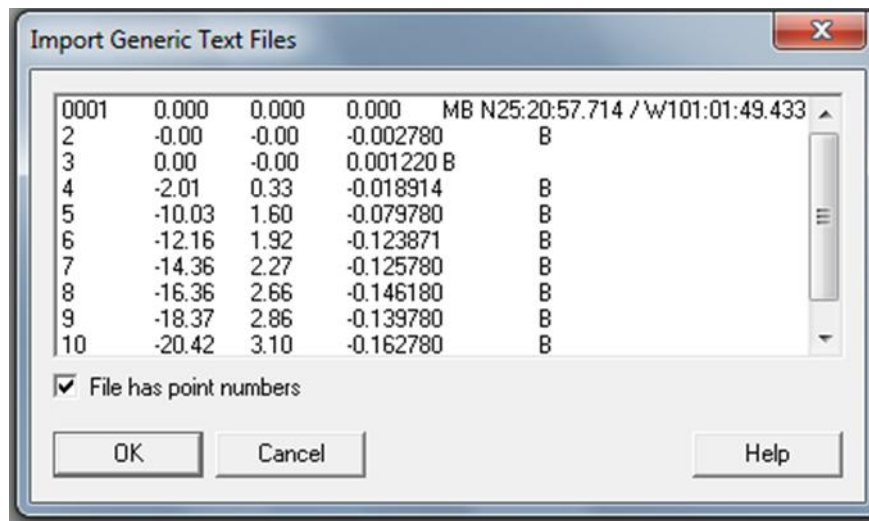 Import Generic Text Files
0001 0.000 0.000 0.000 MB N25:20:57.714 / W101:01:49.433
2 -0.00 -0.00 -0.002780 B
3 0.00 -0.00 0.001220 B
4 -2.01 0.33 -0.018914 B
5 -10.03 1.60 -0.079780 B
6 -12.16 1.92 -0.123871 B
7 -14.36 2.27 -0.125780 B
8 -16.36 2.66 -0.146180 B
9 -18.37 2.86 -0.139780 B
10 -20.42 3.10 -0.162780 B
File has point numbers
OK Cancel Help